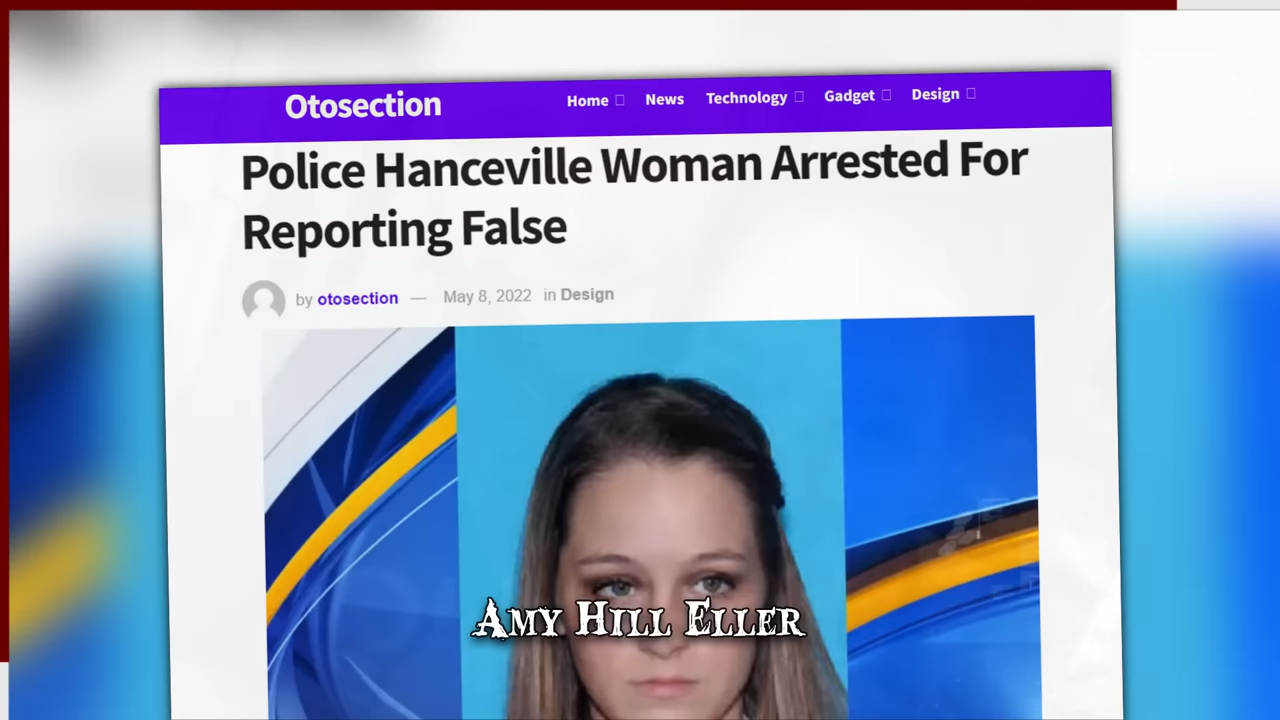 Otosection
Home News Technology Gadget Design
Police Hanceville Woman Arrested For
Reporting False
by otosection — May 8, 2022 in Design
Amy Hill Eller